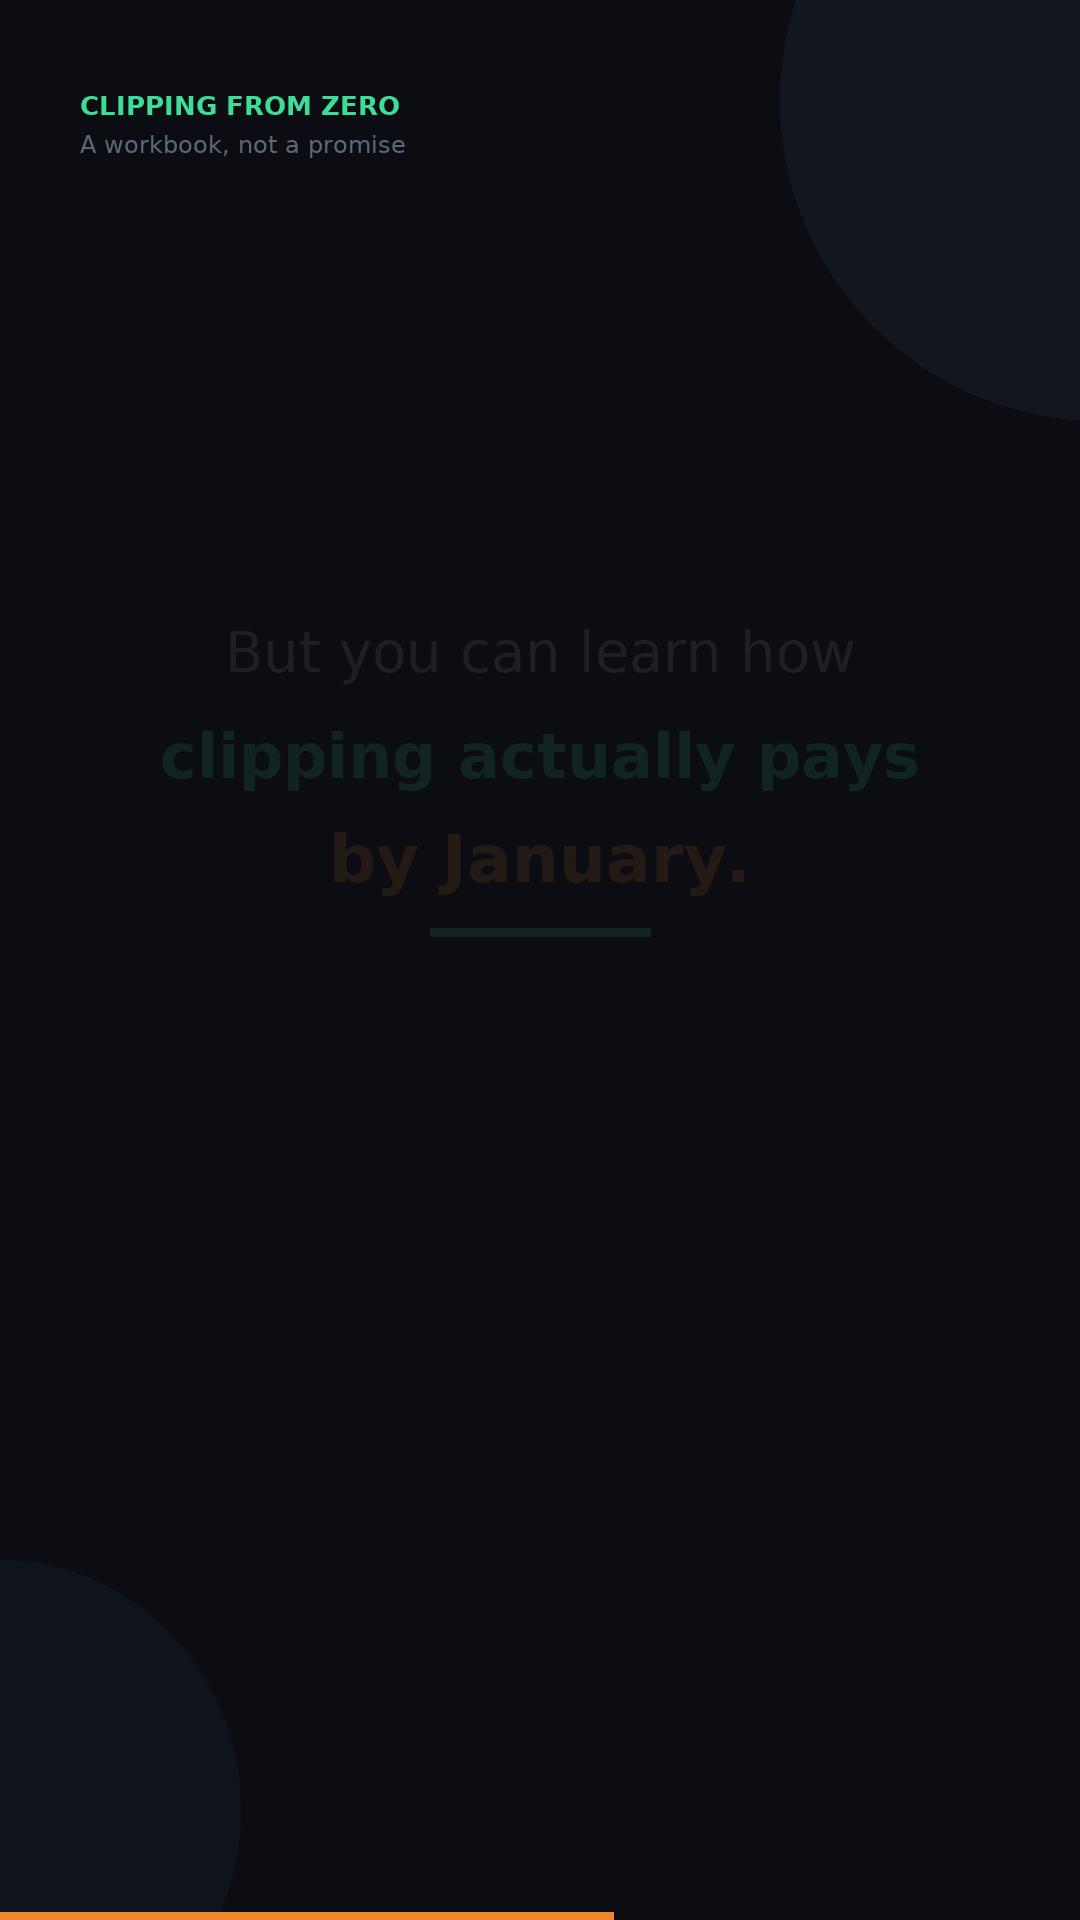 CLIPPING FROM ZERO
A workbook, not a promise
But you can learn how
clipping actually pays
by January.